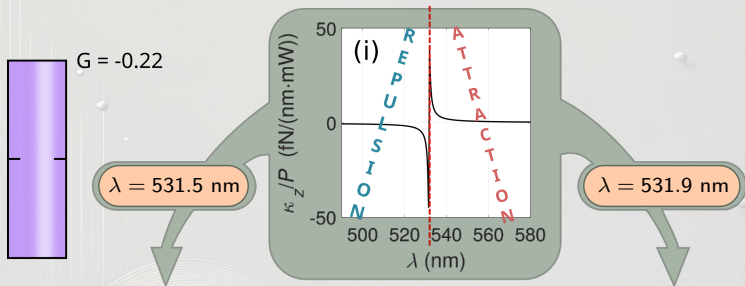 G = -0.22
(i)
REPULSION
ATTRACTION
κz/P (fN/(nm·mW))
50
0
-50
500 520 540 560 580
λ (nm)
λ = 531.5 nm
λ = 531.9 nm